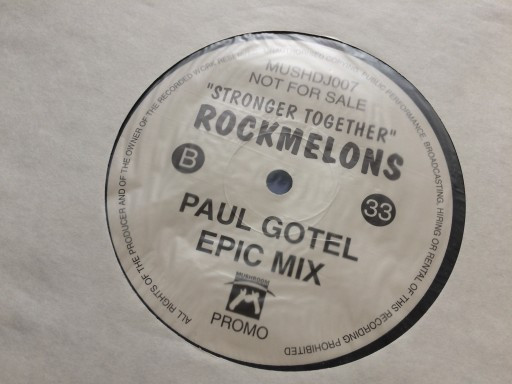 MUSHDJ007
NOT FOR SALE
"STRONGER TOGETHER"
ROCKMELONS
B
33
PAUL GOTEL
EPIC MIX
MUSHROOM
PROMO
ALL RIGHTS OF THE PRODUCER AND OF THE OWNER OF THE RECORDED WORK RESERVED PUBLIC PERFORMANCE, BROADCASTING, HIRING OR RENTAL OF THIS RECORDING PROHIBITED